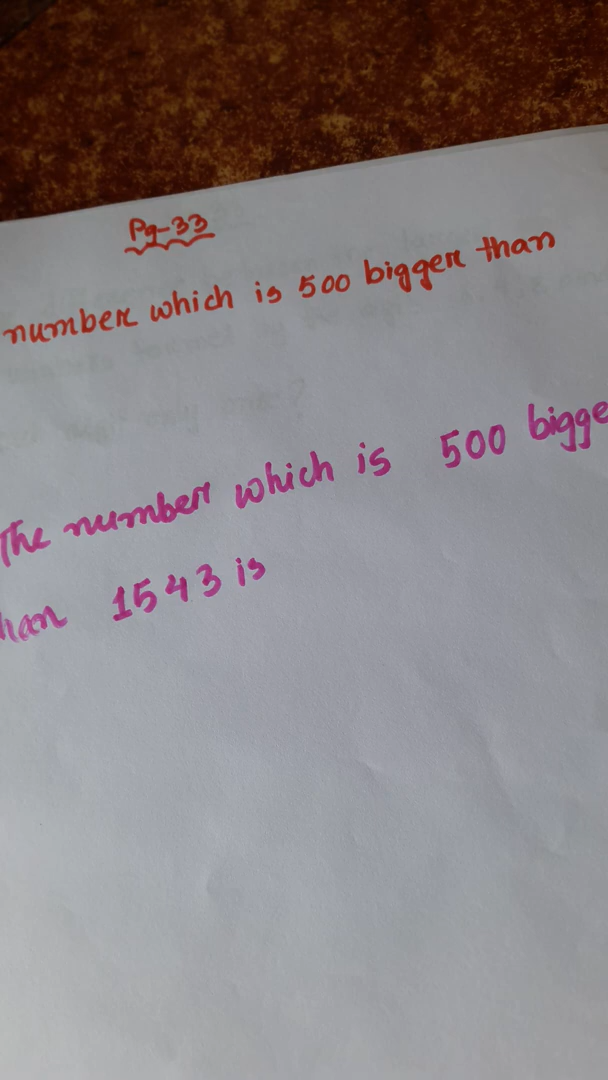 Pg-33
number which is 500 bigger than
The number which is 500 bigge
han 1543 is